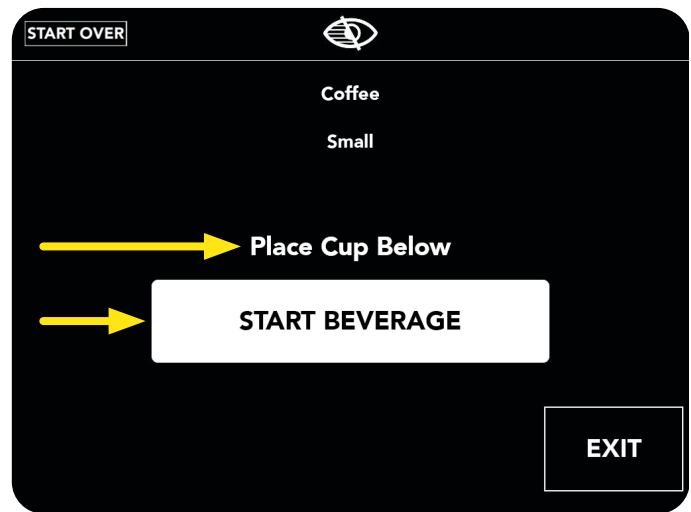 START OVER
Coffee
Small
Place Cup Below
START BEVERAGE
EXIT